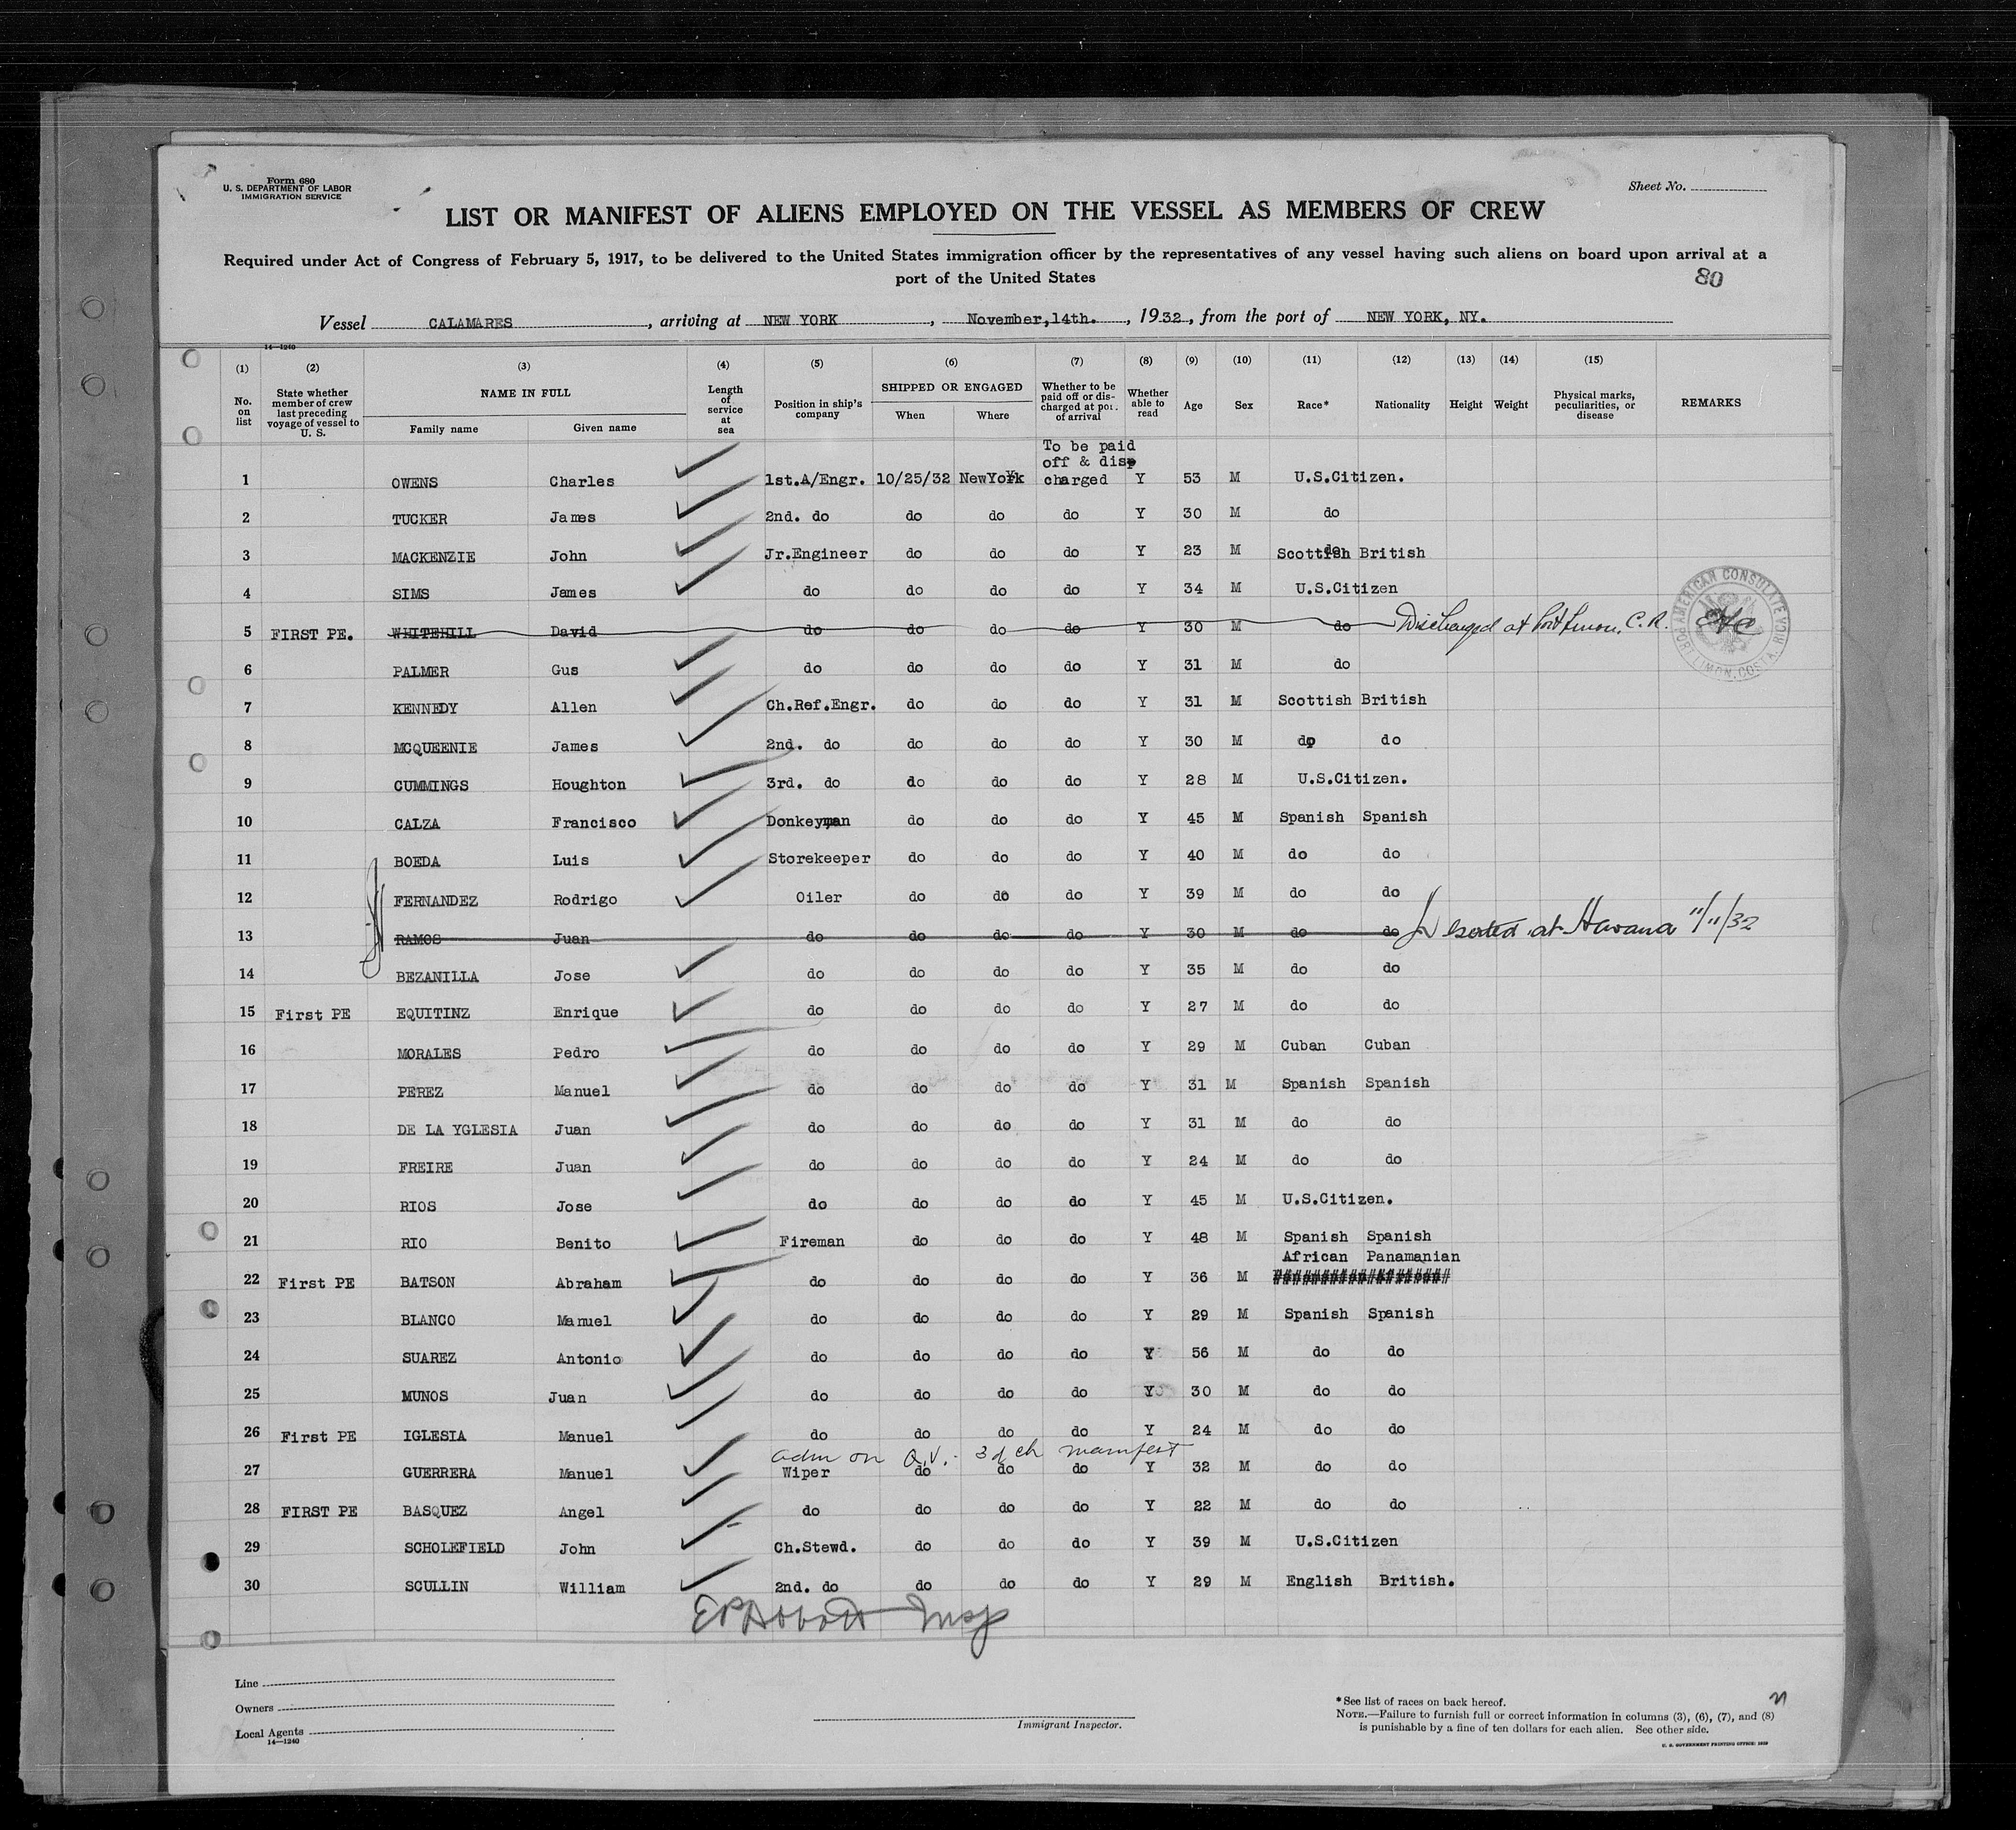 Form 680
U. S. DEPARTMENT OF LABOR
IMMIGRATION SERVICE
Sheet No.
LIST OR MANIFEST OF ALIENS EMPLOYED ON THE VESSEL AS MEMBERS OF CREW
Required under Act of Congress of February 5, 1917, to be delivered to the United States immigration officer by the representatives of any vessel having such aliens on board upon arrival at a
port of the United States
80
Vessel CALAMARES, arriving at NEW YORK, November,14th., 1932, from the port of NEW YORK, NY.
14—1240
(1) (2) (3) (4) (5) (6) (7) (8) (9) (10) (11) (12) (13) (14) (15)
No. on list State whether member of crew last preceding voyage of vessel to U. S. NAME IN FULL Family name Given name Length of service at sea Position in ship's company SHIPPED OR ENGAGED When Where Whether to be paid off or discharged at port of arrival Whether able to read Age Sex Race* Nationality Height Weight Physical marks, peculiarities, or disease REMARKS
To be paid
off & disp
1 OWENS Charles 1st.A/Engr. 10/25/32 NewYork charged Y 53 M U.S.Citizen.
2 TUCKER James 2nd. do do do do Y 30 M do
3 MACKENZIE John Jr.Engineer do do do Y 23 M Scottish British
4 SIMS James do do do do Y 34 M U.S.Citizen
5 FIRST PE. WHITEHILL David do do do do Y 30 M do Discharged at Port Limon, C. R.
AMERICAN CONSULATE PORT LIMON, COSTA RICA
6 PALMER Gus do do do do Y 31 M do
7 KENNEDY Allen Ch.Ref.Engr. do do do Y 31 M Scottish British
8 MCQUEENIE James 2nd. do do do do Y 30 M do do
9 CUMMINGS Houghton 3rd. do do do do Y 28 M U.S.Citizen.
10 CALZA Francisco Donkeyman do do do Y 45 M Spanish Spanish
11 BOEDA Luis Storekeeper do do do Y 40 M do do
12 FERNANDEZ Rodrigo Oiler do do do Y 39 M do do
13 RAMOS Juan do do do do Y 30 M do do Deserted at Havana 11/11/32
14 BEZANILLA Jose do do do do Y 35 M do do
15 First PE EQUITINZ Enrique do do do do Y 27 M do do
16 MORALES Pedro do do do do Y 29 M Cuban Cuban
17 PEREZ Manuel do do do do Y 31 M Spanish Spanish
18 DE LA YGLESIA Juan do do do do Y 31 M do do
19 FREIRE Juan do do do do Y 24 M do do
20 RIOS Jose do do do do Y 45 M U.S.Citizen.
21 RIO Benito Fireman do do do Y 48 M Spanish Spanish
African Panamanian
22 First PE BATSON Abraham do do do do Y 36 M
23 BLANCO Manuel do do do do Y 29 M Spanish Spanish
24 SUAREZ Antonio do do do do Y 56 M do do
25 MUNOS Juan do do do do Y 30 M do do
26 First PE IGLESIA Manuel do do do do Y 24 M do do
adm on Q.V. - 3d ch manifest
27 GUERRERA Manuel Wiper do do do Y 32 M do do
28 FIRST PE BASQUEZ Angel do do do do Y 22 M do do
29 SCHOLEFIELD John Ch.Stewd. do do do Y 39 M U.S.Citizen
30 SCULLIN William 2nd. do do do do Y 29 M English British.
EP Abbott Insp
Line
Owners
Local Agents
14—1240
Immigrant Inspector.
*See list of races on back hereof.
NOTE.—Failure to furnish full or correct information in columns (3), (6), (7), and (8)
is punishable by a fine of ten dollars for each alien. See other side.